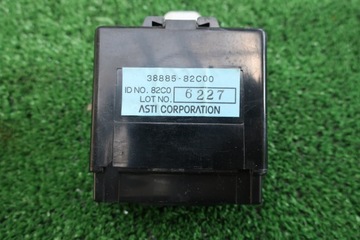 38885-82C00
ID NO. 82C0
LOT NO. 6227
ASTI CORPORATION